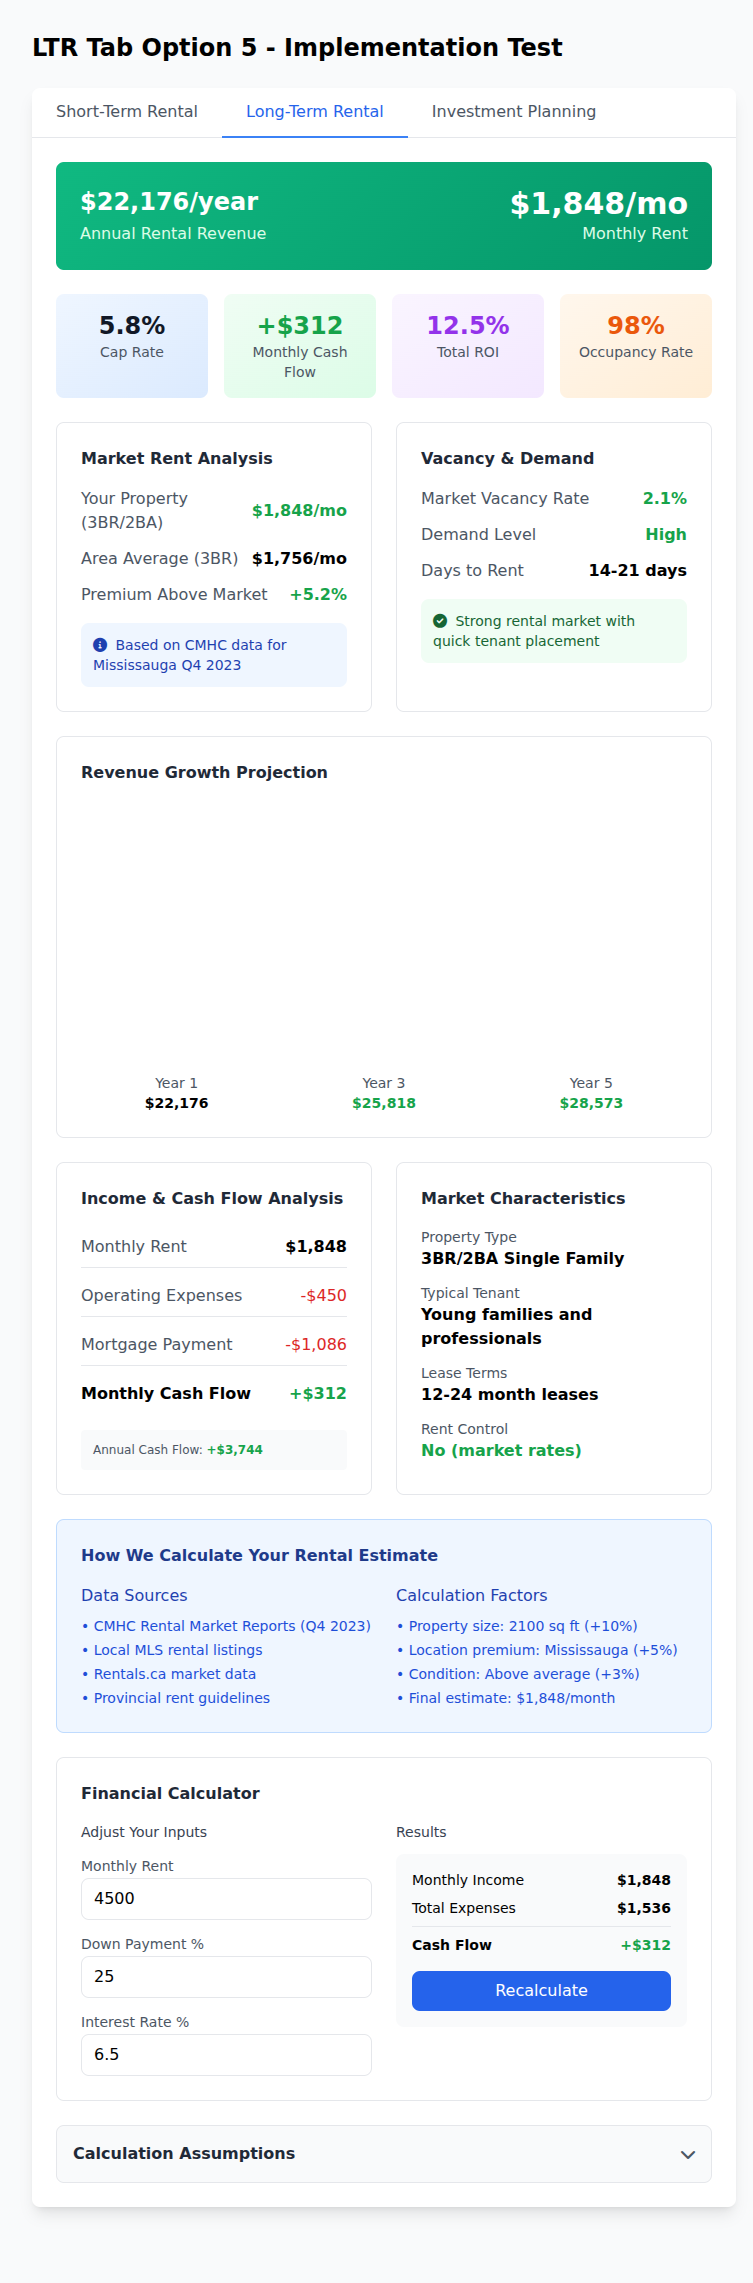 LTR Tab Option 5 - Implementation Test
Short-Term Rental
Long-Term Rental
Investment Planning
$22,176/year
Annual Rental Revenue
$1,848/mo
Monthly Rent
5.8%
Cap Rate
+$312
Monthly Cash
Flow
12.5%
Total ROI
98%
Occupancy Rate
Market Rent Analysis
Your Property
(3BR/2BA)
$1,848/mo
Area Average (3BR)
$1,756/mo
Premium Above Market
+5.2%
Based on CMHC data for
Mississauga Q4 2023
Vacancy & Demand
Market Vacancy Rate
2.1%
Demand Level
High
Days to Rent
14-21 days
Strong rental market with
quick tenant placement
Revenue Growth Projection
Year 1
$22,176
Year 3
$25,818
Year 5
$28,573
Income & Cash Flow Analysis
Monthly Rent
$1,848
Operating Expenses
-$450
Mortgage Payment
-$1,086
Monthly Cash Flow
+$312
Annual Cash Flow: +$3,744
Market Characteristics
Property Type
3BR/2BA Single Family
Typical Tenant
Young families and
professionals
Lease Terms
12-24 month leases
Rent Control
No (market rates)
How We Calculate Your Rental Estimate
Data Sources
• CMHC Rental Market Reports (Q4 2023)
• Local MLS rental listings
• Rentals.ca market data
• Provincial rent guidelines
Calculation Factors
• Property size: 2100 sq ft (+10%)
• Location premium: Mississauga (+5%)
• Condition: Above average (+3%)
• Final estimate: $1,848/month
Financial Calculator
Adjust Your Inputs
Monthly Rent
4500
Down Payment %
25
Interest Rate %
6.5
Results
Monthly Income
$1,848
Total Expenses
$1,536
Cash Flow
+$312
Recalculate
Calculation Assumptions